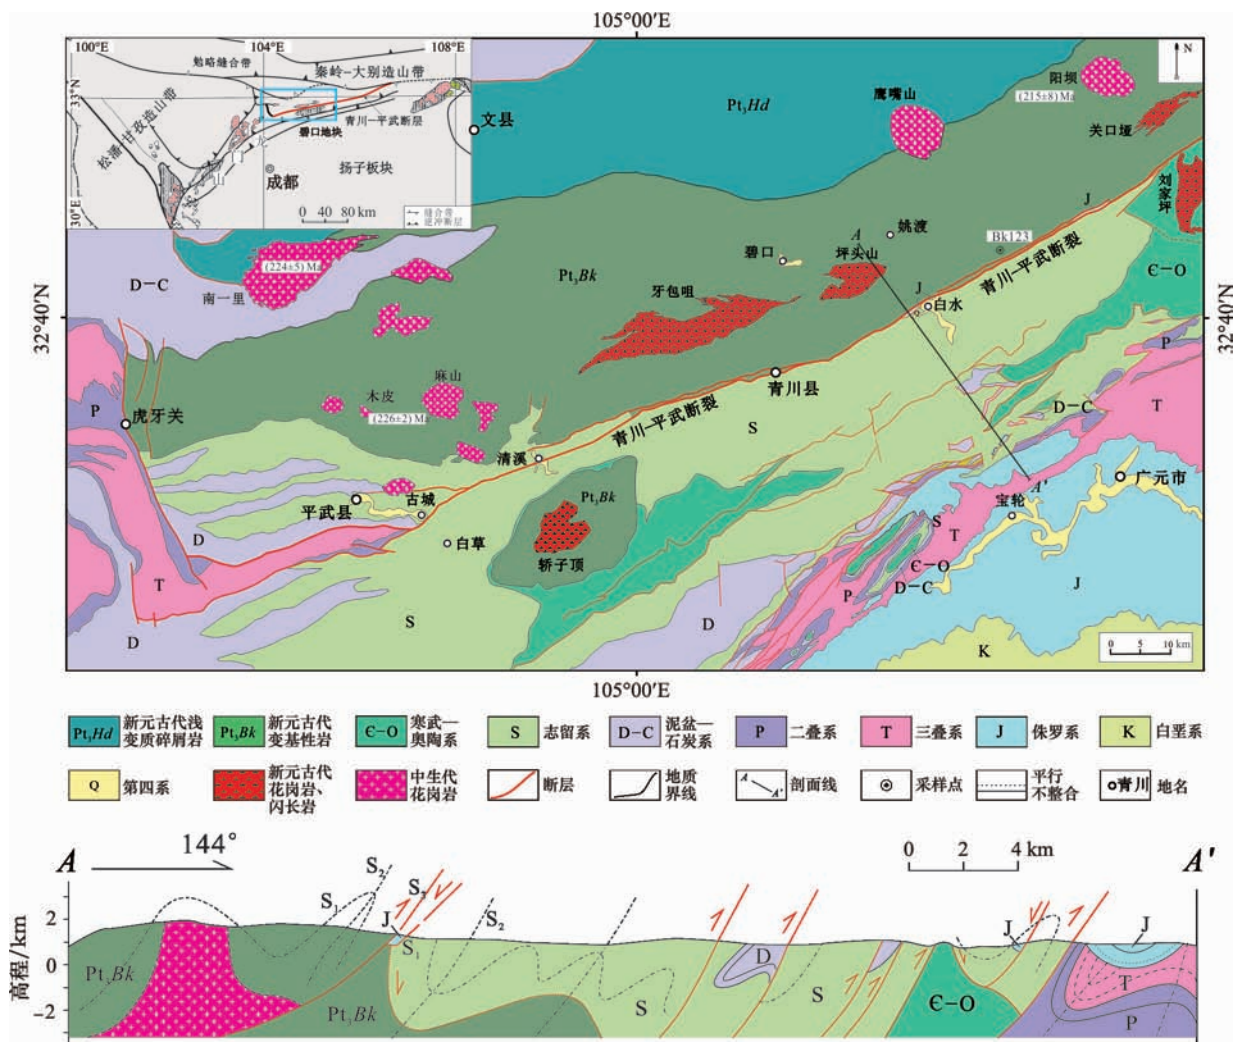 105°00′E
100°E
104°E
108°E
勉略缝合带
秦岭-大别造山带
33°N
松潘-甘孜造山带
青川-平武断层
碧口地块
龙
门
山
扬子板块
成都
30°E
0 40 80 km
缝合带
逆冲断层
文县
Pt₃Hd
鹰嘴山
阳坝
(215±8) Ma
关口垭
N
刘家坪
J
姚渡
Bk123
A
碧口
坪头山
Є-O
D-C
(224±5) Ma
南一里
Pt₃Bk
牙包咀
J
白水
青川-平武断裂
32°40′N
32°40′N
P
麻山
木皮
(226±2) Ma
青川县
P
虎牙关
D-C
T
青川-平武断裂
S
清溪
A′
广元市
宝轮
Pt₃Bk
平武县
古城
白草
轿子顶
S
T
Є-O
D-C
D
T
P
J
D
S
D
K
0 5 10 km
105°00′E
Pt₃Hd 新元古代浅变质碎屑岩
Pt₃Bk 新元古代变基性岩
Є-O 寒武—奥陶系
S 志留系
D-C 泥盆—石炭系
P 二叠系
T 三叠系
J 侏罗系
K 白垩系
Q 第四系
新元古代花岗岩、闪长岩
中生代花岗岩
断层
地质界线
A A′ 剖面线
采样点
平行不整合
青川 地名
A
144°
0 2 4 km
A′
S₂
S₁
S₂
J
S₁
S₂
J
J
高程/km
2
0
-2
Pt₃Bk
Pt₃Bk
S
D
S
Є-O
T
P